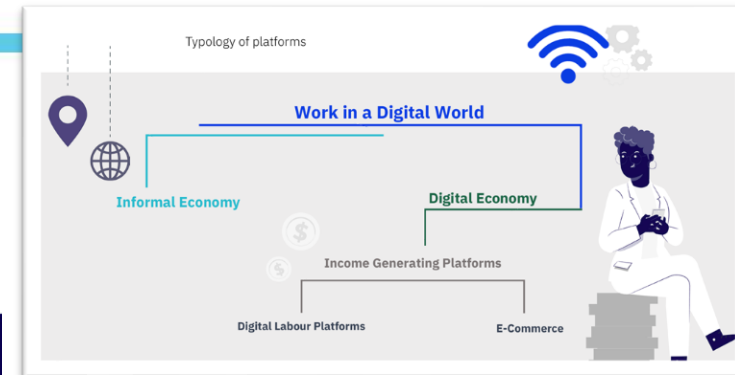 Typology of platforms
Work in a Digital World
Informal Economy
Digital Economy
Income Generating Platforms
Digital Labour Platforms
E-Commerce